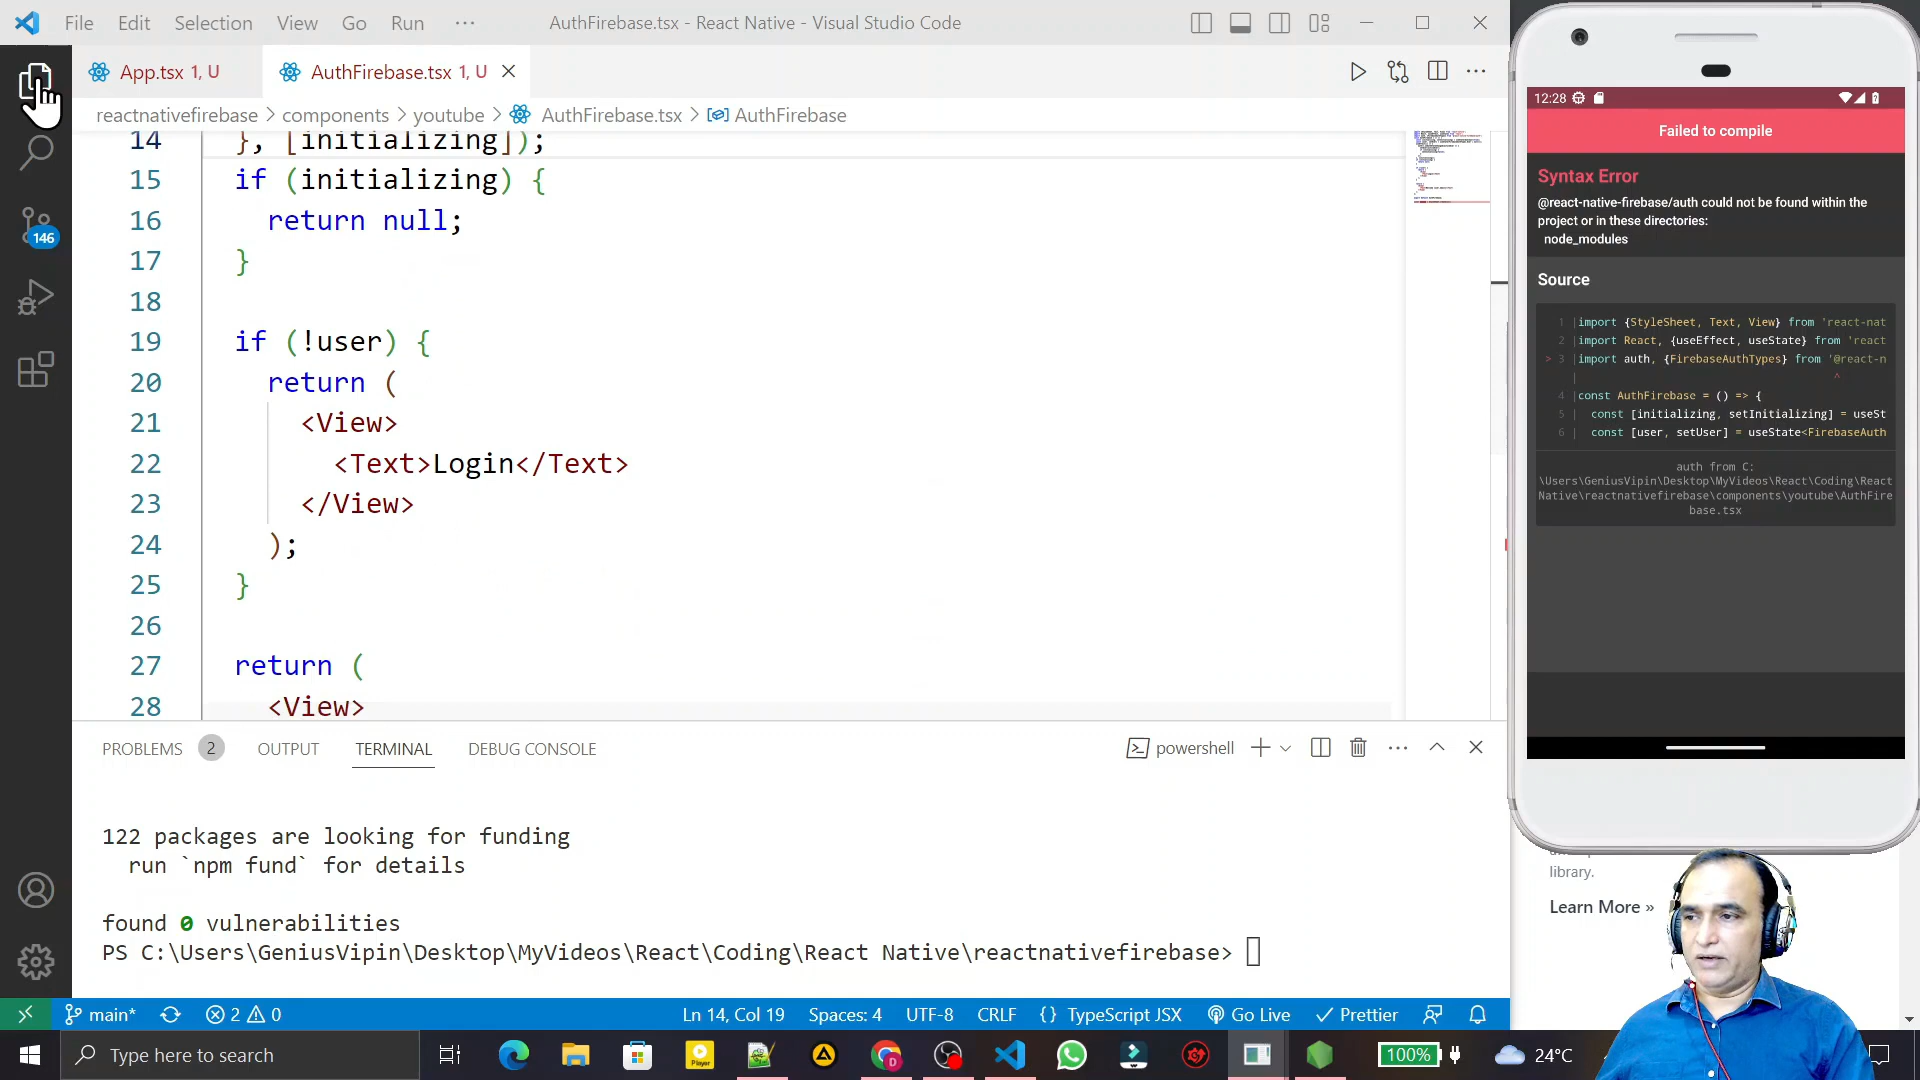 File Edit Selection View Go Run ··· AuthFirebase.tsx - React Native - Visual Studio Code
App.tsx 1, U AuthFirebase.tsx 1, U
reactnativefirebase > components > youtube > AuthFirebase.tsx > AuthFirebase
14 }, [initializing]);
15 if (initializing) {
16 return null;
17 }
18
19 if (!user) {
20 return (
21 <View>
22 <Text>Login</Text>
23 </View>
24 );
25 }
26
27 return (
28 <View>
146
PROBLEMS 2 OUTPUT TERMINAL DEBUG CONSOLE powershell
122 packages are looking for funding
run `npm fund` for details
found 0 vulnerabilities
PS C:\Users\GeniusVipin\Desktop\MyVideos\React\Coding\React Native\reactnativefirebase>
main* 2 0 Ln 14, Col 19 Spaces: 4 UTF-8 CRLF {} TypeScript JSX Go Live Prettier
Type here to search Player D 100% 24°C
12:28
Failed to compile
Syntax Error
@react-native-firebase/auth could not be found within the
project or in these directories:
node_modules
Source
1 |import {StyleSheet, Text, View} from 'react-nat
2 |import React, {useEffect, useState} from 'react
> 3 |import auth, {FirebaseAuthTypes} from '@react-n
| ^
4 |const AuthFirebase = () => {
5 | const [initializing, setInitializing] = useSt
6 | const [user, setUser] = useState<FirebaseAuth
auth from C:
\Users\GeniusVipin\Desktop\MyVideos\React\Coding\React
Native\reactnativefirebase\components\youtube\AuthFire
base.tsx
library.
Learn More »